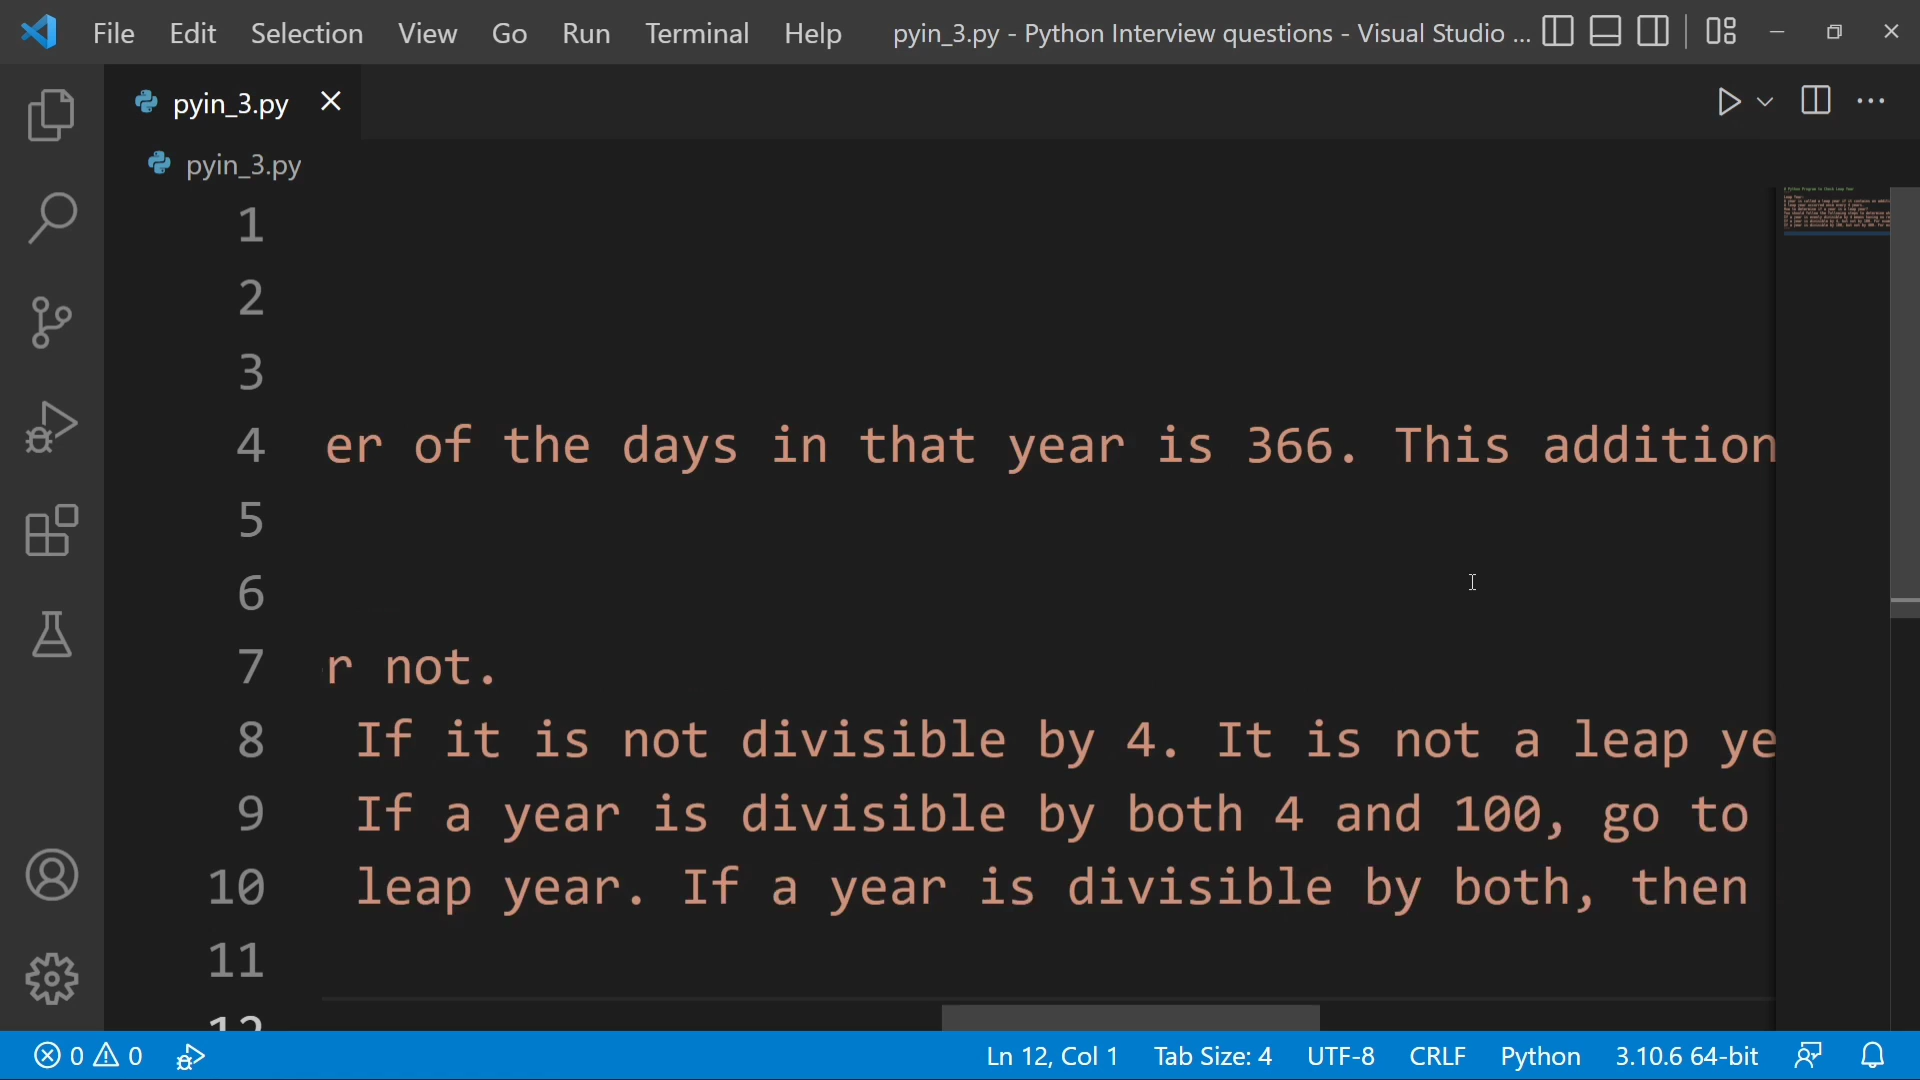 File Edit Selection View Go Run Terminal Help pyin_3.py - Python Interview questions - Visual Studio ...
pyin_3.py
pyin_3.py
1
2
3
4 er of the days in that year is 366. This addition
5
6
7 r not.
8 If it is not divisible by 4. It is not a leap ye
9 If a year is divisible by both 4 and 100, go to
10 leap year. If a year is divisible by both, then
11
12
0 0 Ln 12, Col 1 Tab Size: 4 UTF-8 CRLF Python 3.10.6 64-bit